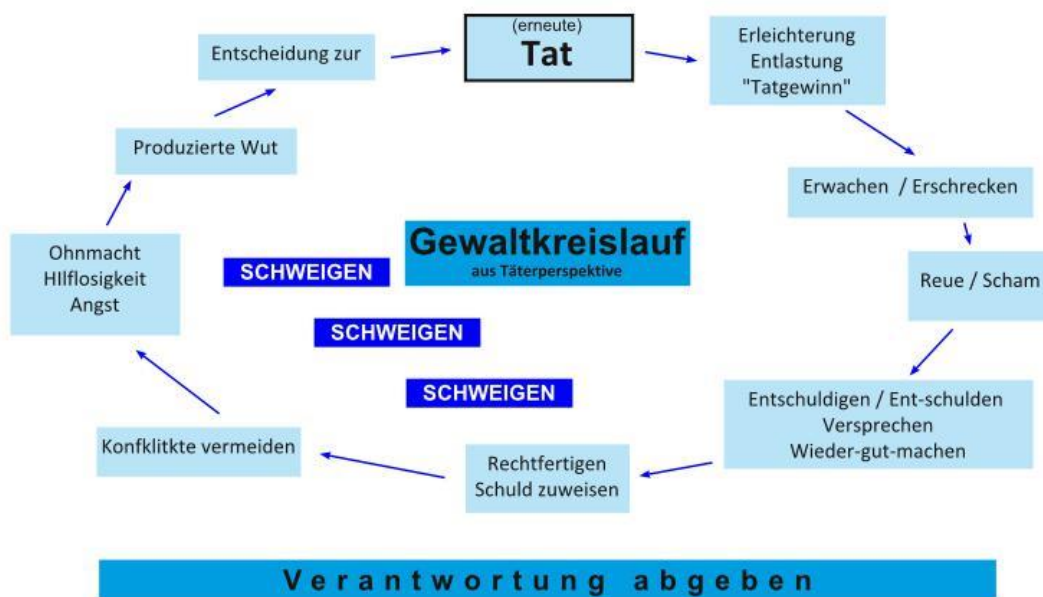 (erneute)
Tat
Erleichterung
Entlastung
"Tatgewinn"
Erwachen / Erschrecken
Reue / Scham
Entschuldigen / Ent-schulden
Versprechen
Wieder-gut-machen
Rechtfertigen
Schuld zuweisen
Konfklitkte vermeiden
Ohnmacht
HIlflosigkeit
Angst
Produzierte Wut
Entscheidung zur
Gewaltkreislauf
aus Täterperspektive
SCHWEIGEN
SCHWEIGEN
SCHWEIGEN
Verantwortung abgeben